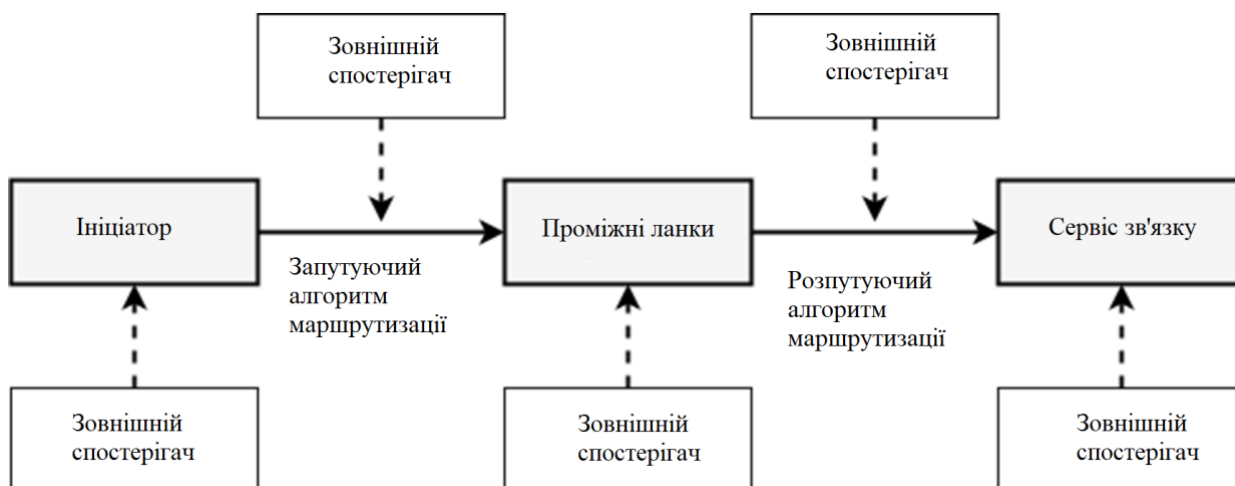 Зовнішній
спостерігач
Зовнішній
спостерігач
Ініціатор
Проміжні ланки
Сервіс зв'язку
Запутуючий
алгоритм
маршрутизації
Розпутуючий
алгоритм
маршрутизації
Зовнішній
спостерігач
Зовнішній
спостерігач
Зовнішній
спостерігач